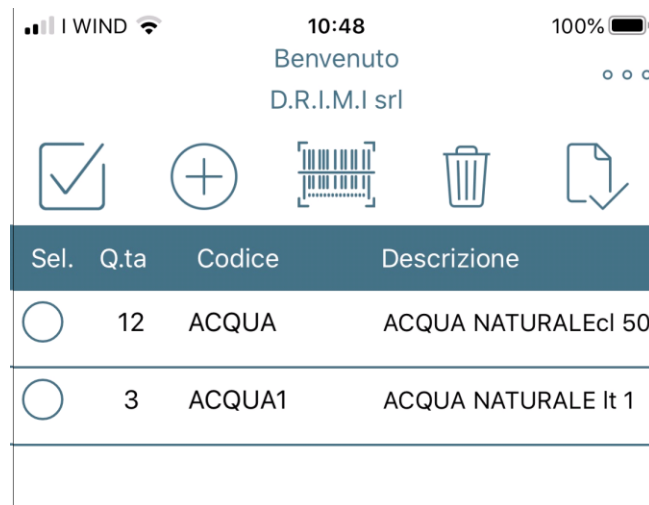 I WIND 10:48 100%
Benvenuto
D.R.I.M.I srl
Sel. Q.ta Codice Descrizione
12 ACQUA ACQUA NATURALEcl 50
3 ACQUA1 ACQUA NATURALE lt 1